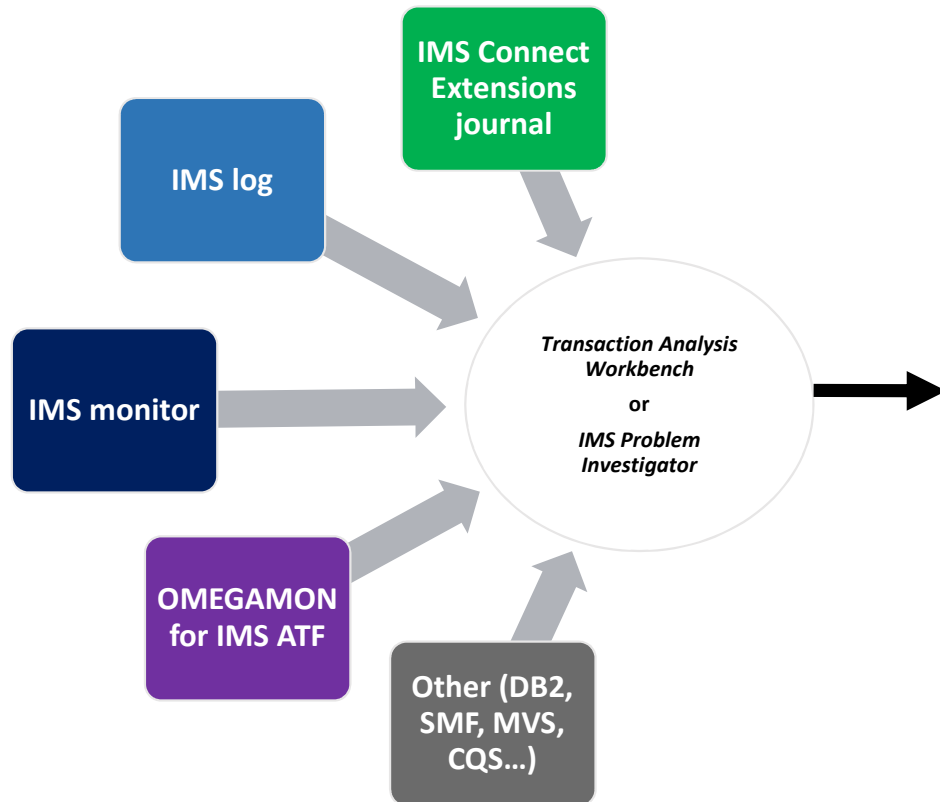 IMS Connect
Extensions
journal
IMS log
IMS monitor
Transaction Analysis
Workbench
or
IMS Problem
Investigator
OMEGAMON
for IMS ATF
Other (DB2,
SMF, MVS,
CQS...)